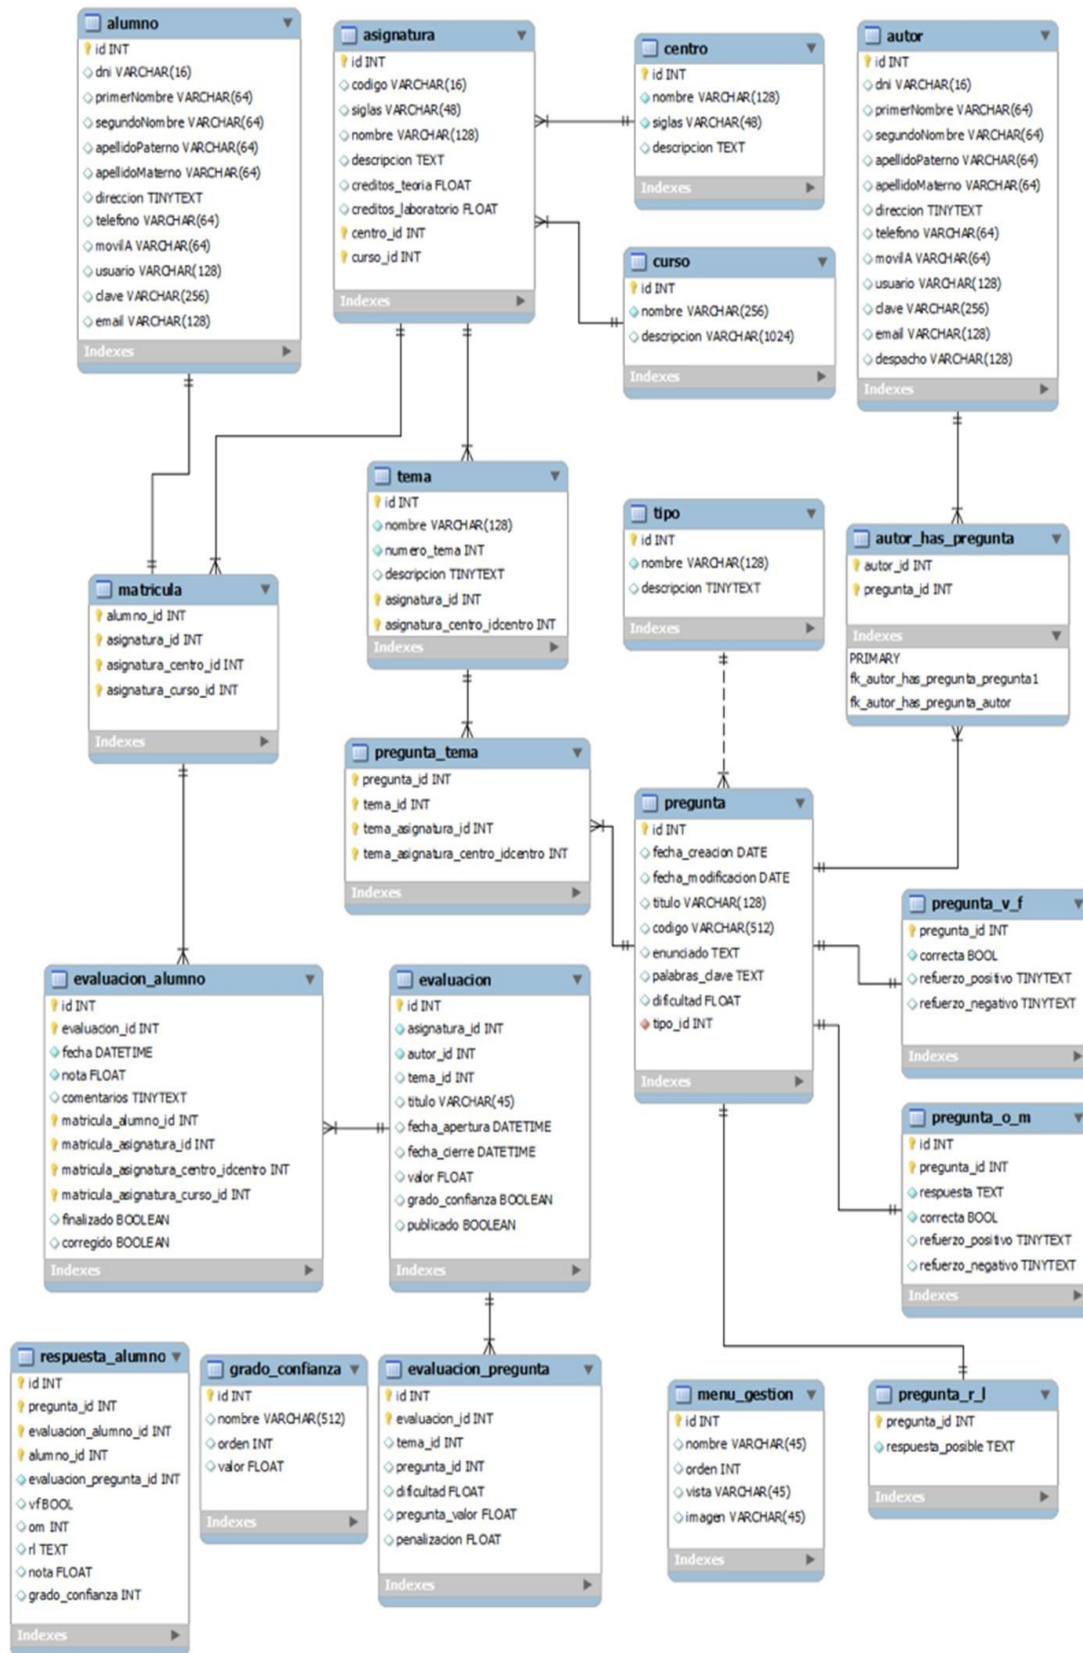 alumno
id INT
dni VARCHAR(16)
primerNombre VARCHAR(64)
segundoNombre VARCHAR(64)
apellidoPaterno VARCHAR(64)
apellidoMaterno VARCHAR(64)
direccion TINYTEXT
telefono VARCHAR(64)
movilA VARCHAR(64)
usuario VARCHAR(128)
clave VARCHAR(256)
email VARCHAR(128)
Indexes
asignatura
id INT
codigo VARCHAR(16)
siglas VARCHAR(48)
nombre VARCHAR(128)
descripcion TEXT
creditos_teoria FLOAT
creditos_laboratorio FLOAT
centro_id INT
curso_id INT
Indexes
centro
id INT
nombre VARCHAR(128)
siglas VARCHAR(48)
descripcion TEXT
Indexes
curso
id INT
nombre VARCHAR(256)
descripcion VARCHAR(1024)
Indexes
autor
id INT
dni VARCHAR(16)
primerNombre VARCHAR(64)
segundoNombre VARCHAR(64)
apellidoPaterno VARCHAR(64)
apellidoMaterno VARCHAR(64)
direccion TINYTEXT
telefono VARCHAR(64)
movilA VARCHAR(64)
usuario VARCHAR(128)
clave VARCHAR(256)
email VARCHAR(128)
despacho VARCHAR(128)
Indexes
matricula
alumno_id INT
asignatura_id INT
asignatura_centro_id INT
asignatura_curso_id INT
Indexes
tema
id INT
nombre VARCHAR(128)
numero_tema INT
descripcion TINYTEXT
asignatura_id INT
asignatura_centro_idcentro INT
Indexes
tipo
id INT
nombre VARCHAR(128)
descripcion TINYTEXT
Indexes
autor_has_pregunta
autor_id INT
pregunta_id INT
Indexes
PRIMARY
fk_autor_has_pregunta_pregunta1
fk_autor_has_pregunta_autor
pregunta_tema
pregunta_id INT
tema_id INT
tema_asignatura_id INT
tema_asignatura_centro_idcentro INT
Indexes
pregunta
id INT
fecha_creacion DATE
fecha_modificacion DATE
titulo VARCHAR(128)
codigo VARCHAR(512)
enunciado TEXT
palabras_clave TEXT
dificultad FLOAT
tipo_id INT
Indexes
pregunta_v_f
pregunta_id INT
correcta BOOL
refuerzo_positivo TINYTEXT
refuerzo_negativo TINYTEXT
Indexes
evaluacion_alumno
id INT
evaluacion_id INT
fecha DATETIME
nota FLOAT
comentarios TINYTEXT
matricula_alumno_id INT
matricula_asignatura_id INT
matricula_asignatura_centro_idcentro INT
matricula_asignatura_curso_id INT
finalizado BOOLEAN
corregido BOOLEAN
Indexes
evaluacion
id INT
asignatura_id INT
autor_id INT
tema_id INT
titulo VARCHAR(45)
fecha_apertura DATETIME
fecha_cierre DATETIME
valor FLOAT
grado_confianza BOOLEAN
publicado BOOLEAN
Indexes
pregunta_o_m
id INT
pregunta_id INT
respuesta TEXT
correcta BOOL
refuerzo_positivo TINYTEXT
refuerzo_negativo TINYTEXT
Indexes
respuesta_alumno
id INT
pregunta_id INT
evaluacion_alumno_id INT
alumno_id INT
evaluacion_pregunta_id INT
vf BOOL
om INT
rl TEXT
nota FLOAT
grado_confianza INT
Indexes
grado_confianza
id INT
nombre VARCHAR(512)
orden INT
valor FLOAT
Indexes
evaluacion_pregunta
id INT
evaluacion_id INT
tema_id INT
pregunta_id INT
dificultad FLOAT
pregunta_valor FLOAT
penalizacion FLOAT
Indexes
menu_gestion
id INT
nombre VARCHAR(45)
orden INT
vista VARCHAR(45)
imagen VARCHAR(45)
Indexes
pregunta_r_l
pregunta_id INT
respuesta_posible TEXT
Indexes